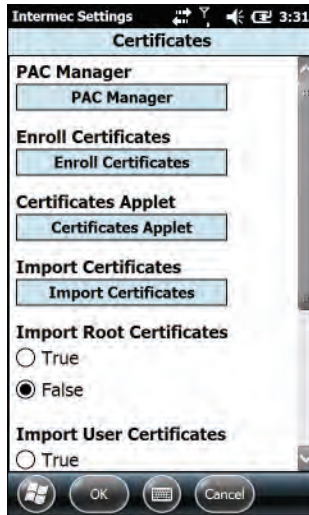 Intermec Settings 3:31
Certificates
PAC Manager
PAC Manager
Enroll Certificates
Enroll Certificates
Certificates Applet
Certificates Applet
Import Certificates
Import Certificates
Import Root Certificates
True
False
Import User Certificates
True
OK Cancel